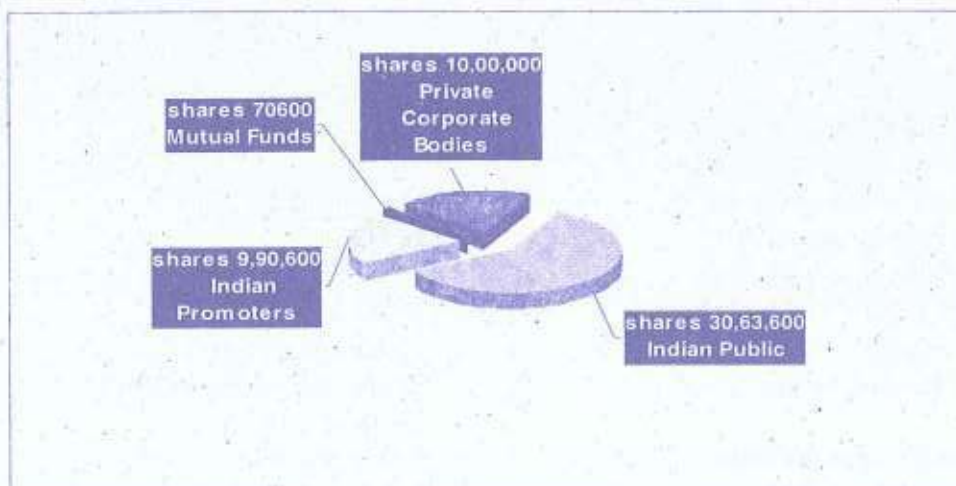 shares 10,00,000
Private
Corporate
Bodies
shares 70600
Mutual Funds
shares 9,90,600
Indian
Promoters
shares 30,63,600
Indian Public